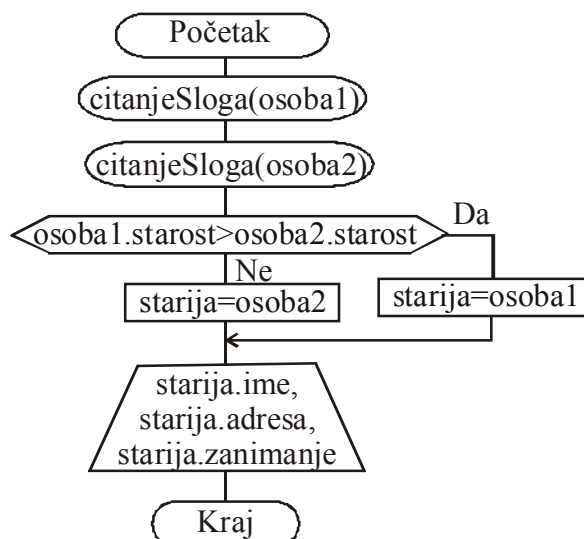 Početak
citanjeSloga(osoba1)
citanjeSloga(osoba2)
osoba1.starost>osoba2.starost
Da
Ne
starija=osoba2
starija=osoba1
starija.ime,
starija.adresa,
starija.zanimanje
Kraj